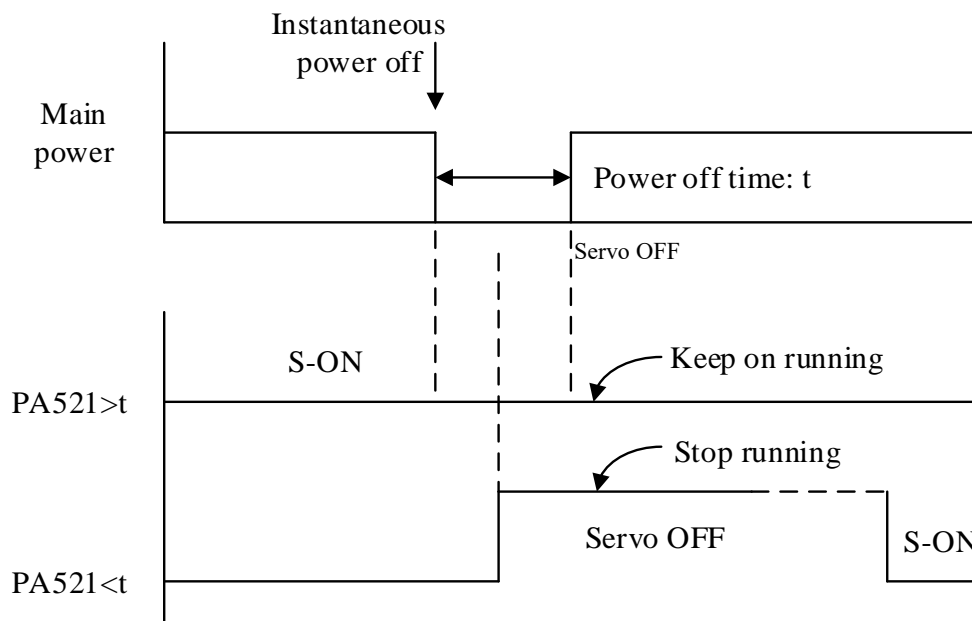 Instantaneous
power off
Main
power
Power off time: t
Servo OFF
S-ON
Keep on running
PA521>t
Stop running
Servo OFF
S-ON
PA521<t